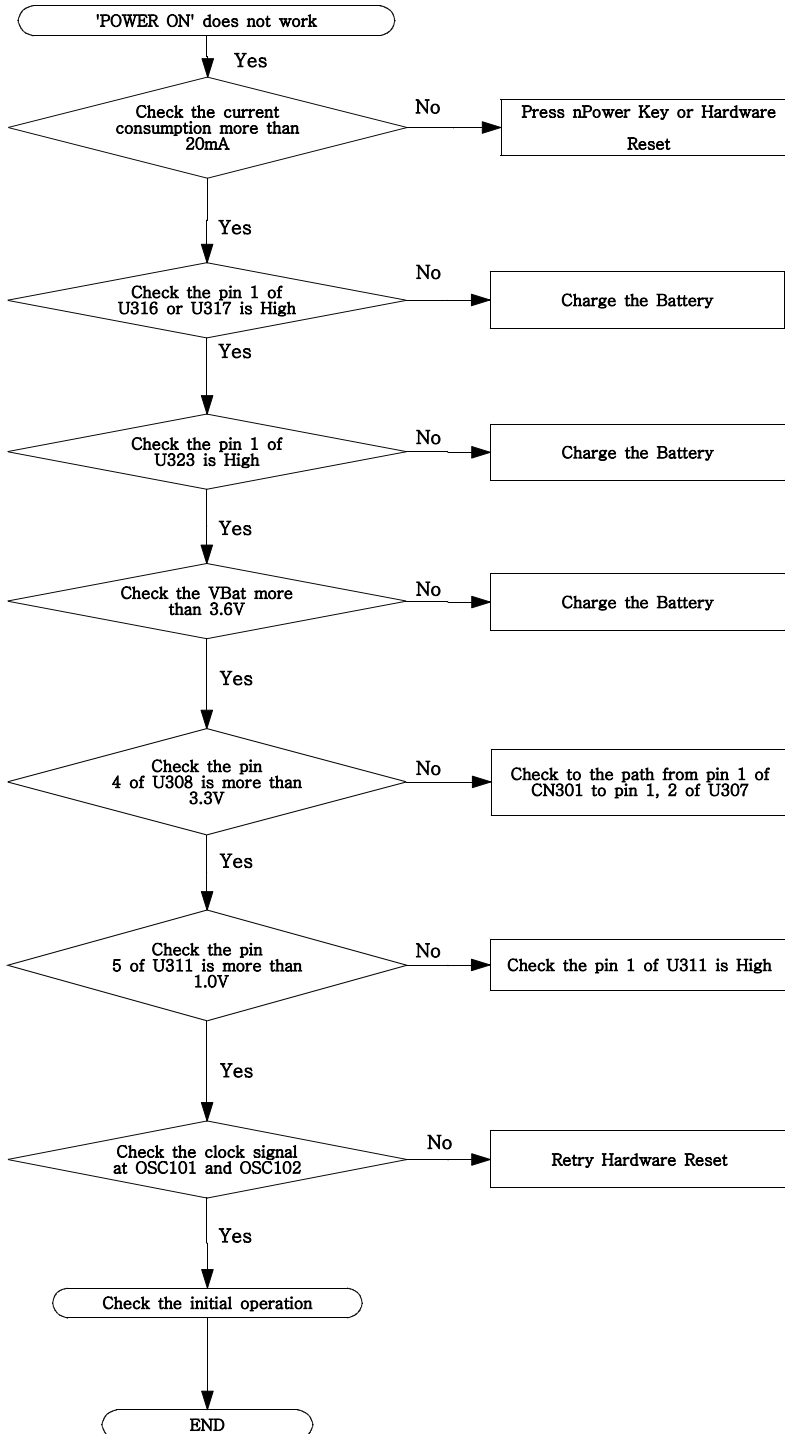 'POWER ON' does not work
Yes
Check the current
consumption more than
20mA
No
Press nPower Key or Hardware
Reset
Yes
Check the pin 1 of
U316 or U317 is High
No
Charge the Battery
Yes
Check the pin 1 of
U323 is High
No
Charge the Battery
Yes
Check the VBat more
than 3.6V
No
Charge the Battery
Yes
Check the pin
4 of U308 is more than
3.3V
No
Check to the path from pin 1 of
CN301 to pin 1, 2 of U307
Yes
Check the pin
5 of U311 is more than
1.0V
No
Check the pin 1 of U311 is High
Yes
Check the clock signal
at OSC101 and OSC102
No
Retry Hardware Reset
Yes
Check the initial operation
END